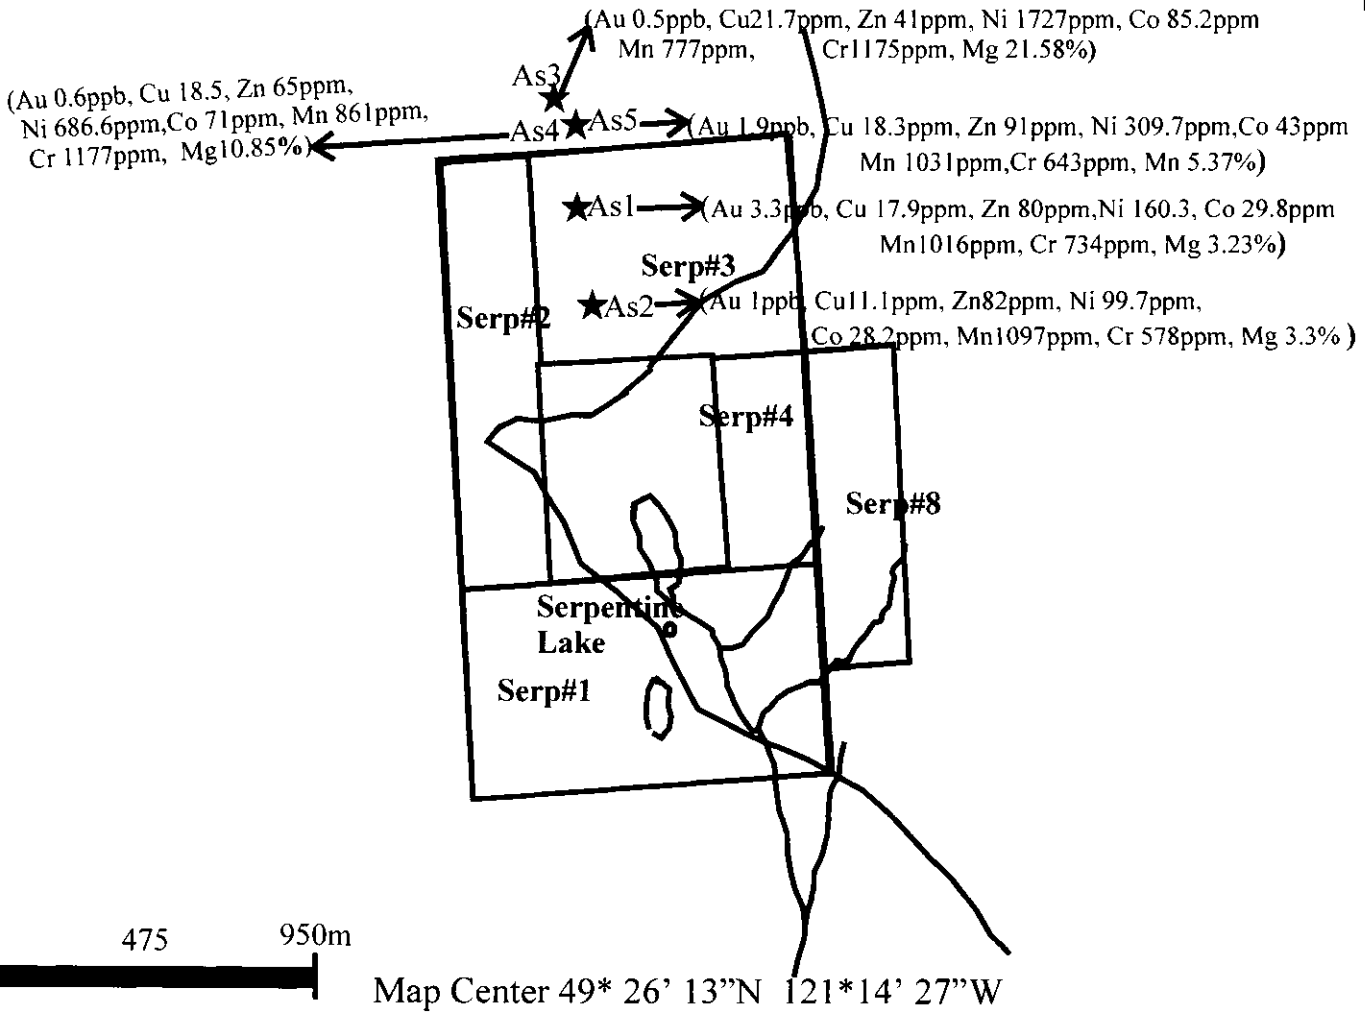 (Au 0.5ppb, Cu21.7ppm, Zn 41ppm, Ni 1727ppm, Co 85.2ppm
Mn 777ppm, Cr1175ppm, Mg 21.58%)
As3
(Au 0.6ppb, Cu 18.5, Zn 65ppm,
Ni 686.6ppm,Co 71ppm, Mn 861ppm,
Cr 1177ppm, Mg10.85%)
As4
As5
(Au 1.9ppb, Cu 18.3ppm, Zn 91ppm, Ni 309.7ppm,Co 43ppm
Mn 1031ppm,Cr 643ppm, Mn 5.37%)
As1
(Au 3.3ppb, Cu 17.9ppm, Zn 80ppm,Ni 160.3, Co 29.8ppm
Mn1016ppm, Cr 734ppm, Mg 3.23%)
Serp#3
As2
(Au 1ppb, Cu11.1ppm, Zn82ppm, Ni 99.7ppm,
Co 28.2ppm, Mn1097ppm, Cr 578ppm, Mg 3.3% )
Serp#2
Serp#4
Serp#8
Serpentine
Lake
Serp#1
475 950m
Map Center 49* 26' 13”N 121*14' 27”W